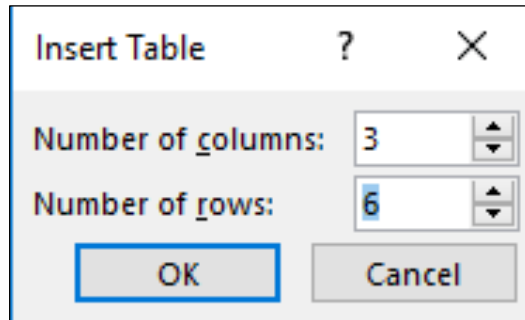 Insert Table ?
Number of columns: 3
Number of rows: 6
OK Cancel